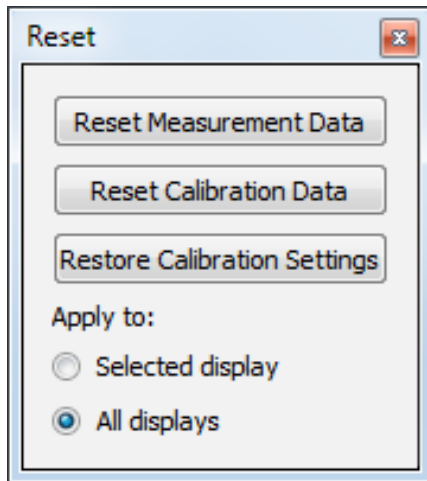 Reset
Reset Measurement Data
Reset Calibration Data
Restore Calibration Settings
Apply to:
Selected display
All displays